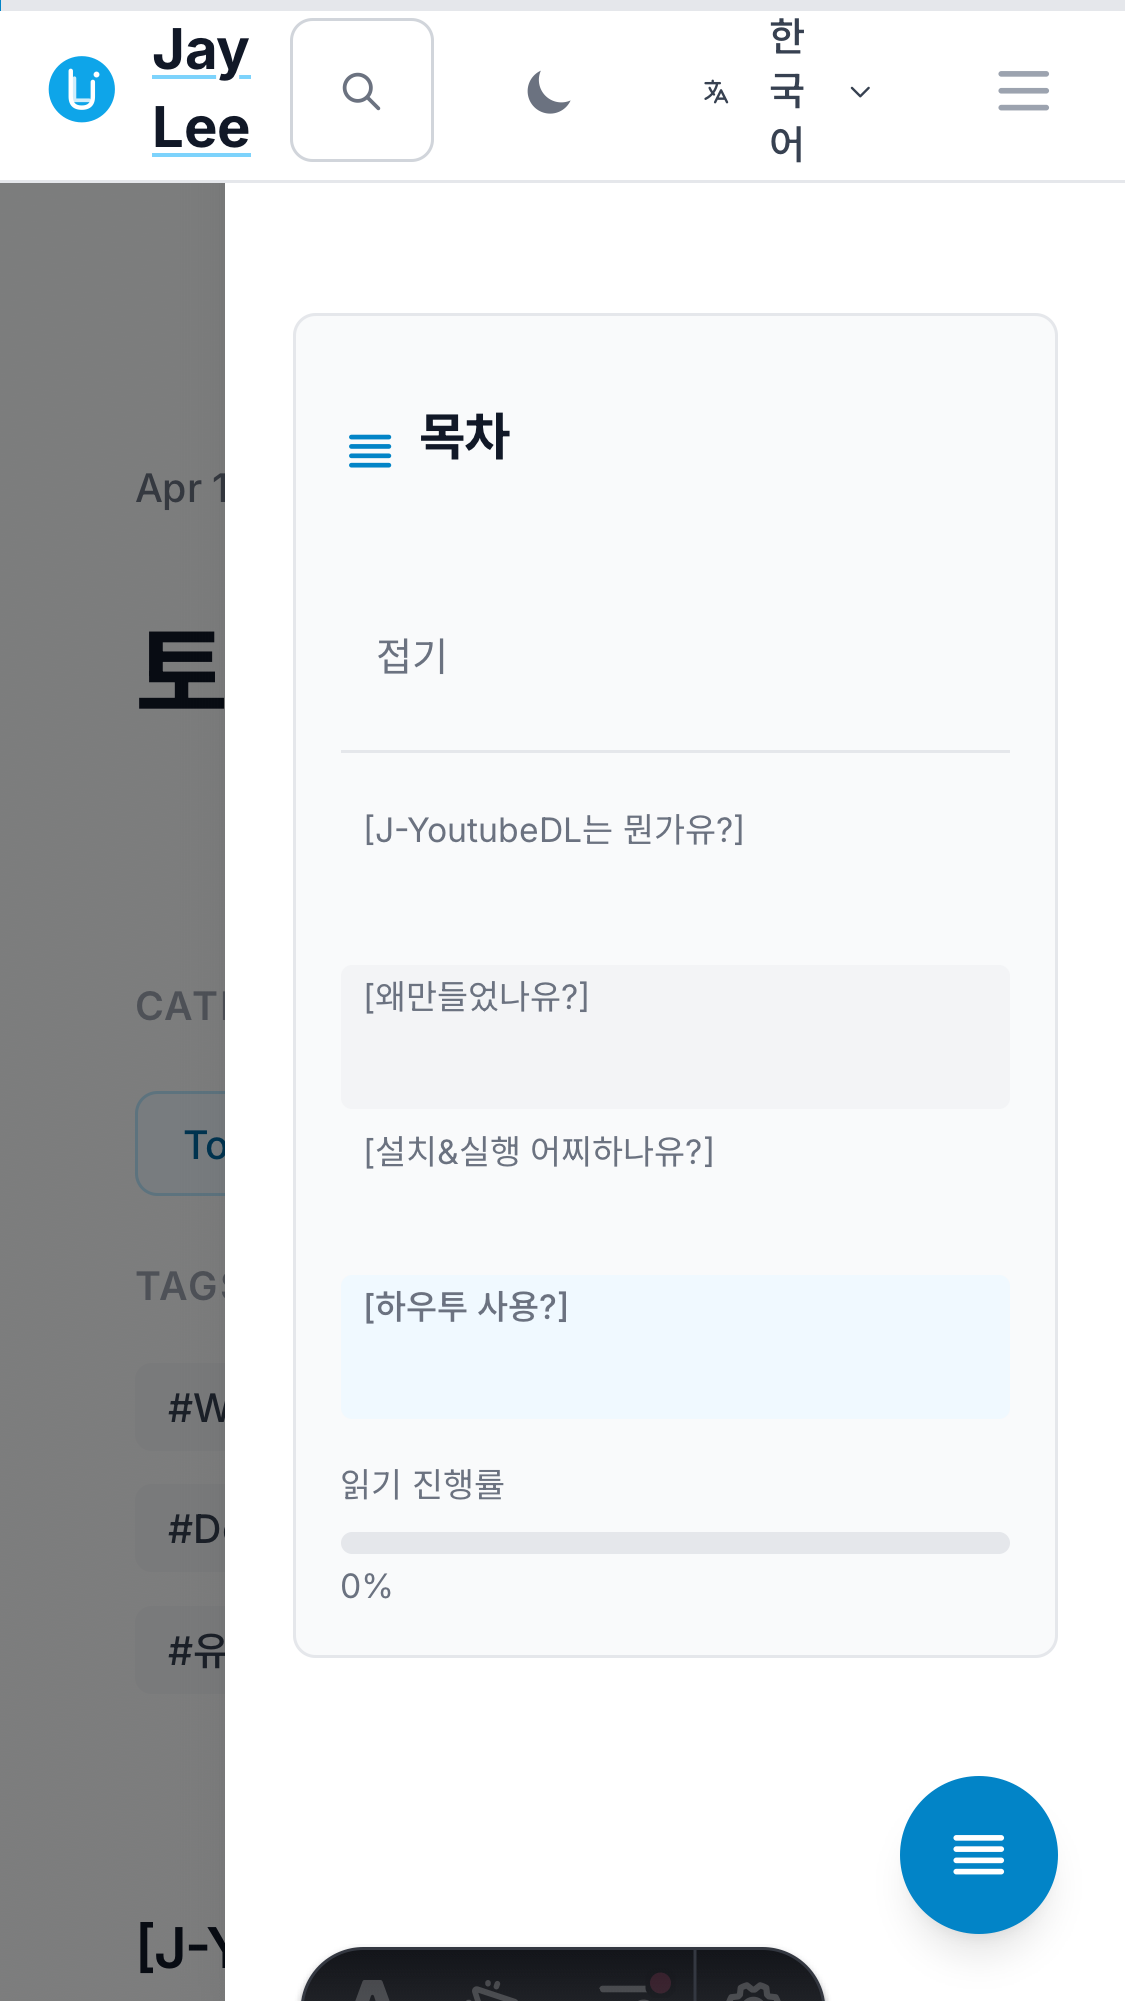 Jay
Lee
한
국
어
목차
접기
[J-YoutubeDL는 뭔가유?]
[왜만들었나유?]
[설치&실행 어찌하나유?]
[하우투 사용?]
읽기 진행률
0%
Apr 1
토
CAT
To
TAGS
#W
#D
#유
[J-Y